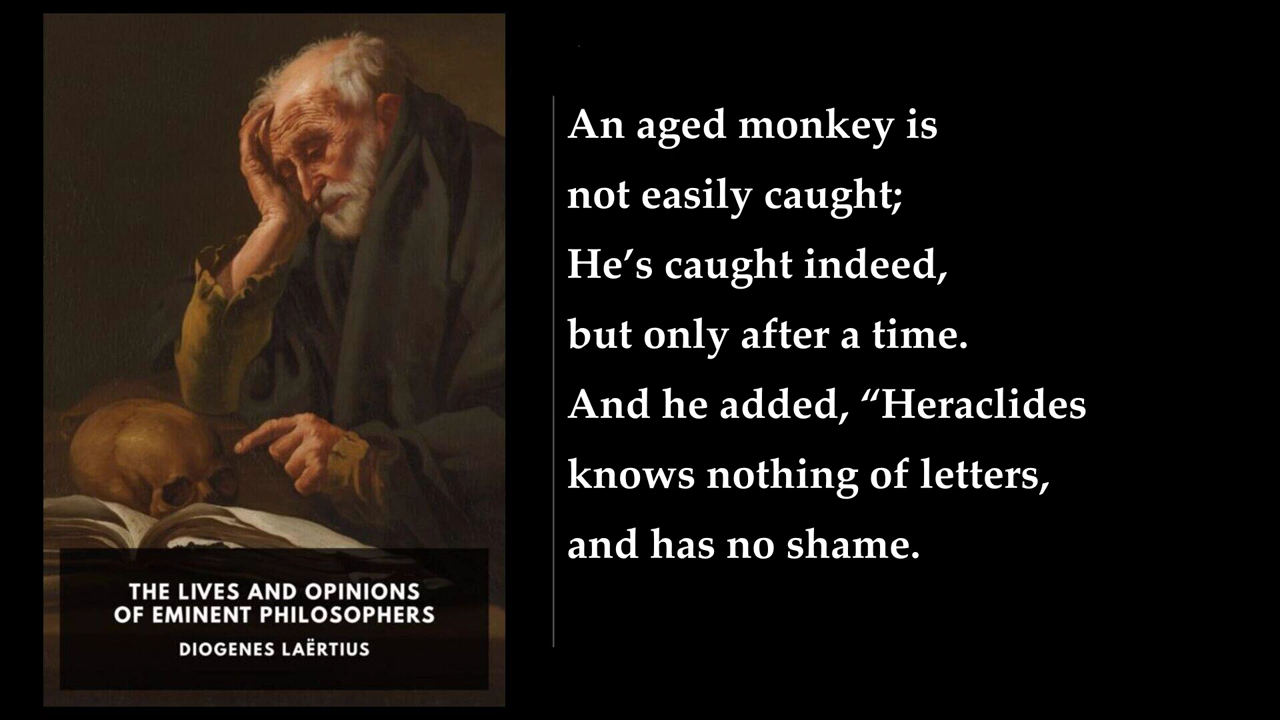 THE LIVES AND OPINIONS
OF EMINENT PHILOSOPHERS
DIOGENES LAËRTIUS
An aged monkey is
not easily caught;
He’s caught indeed,
but only after a time.
And he added, “Heraclides
knows nothing of letters,
and has no shame.